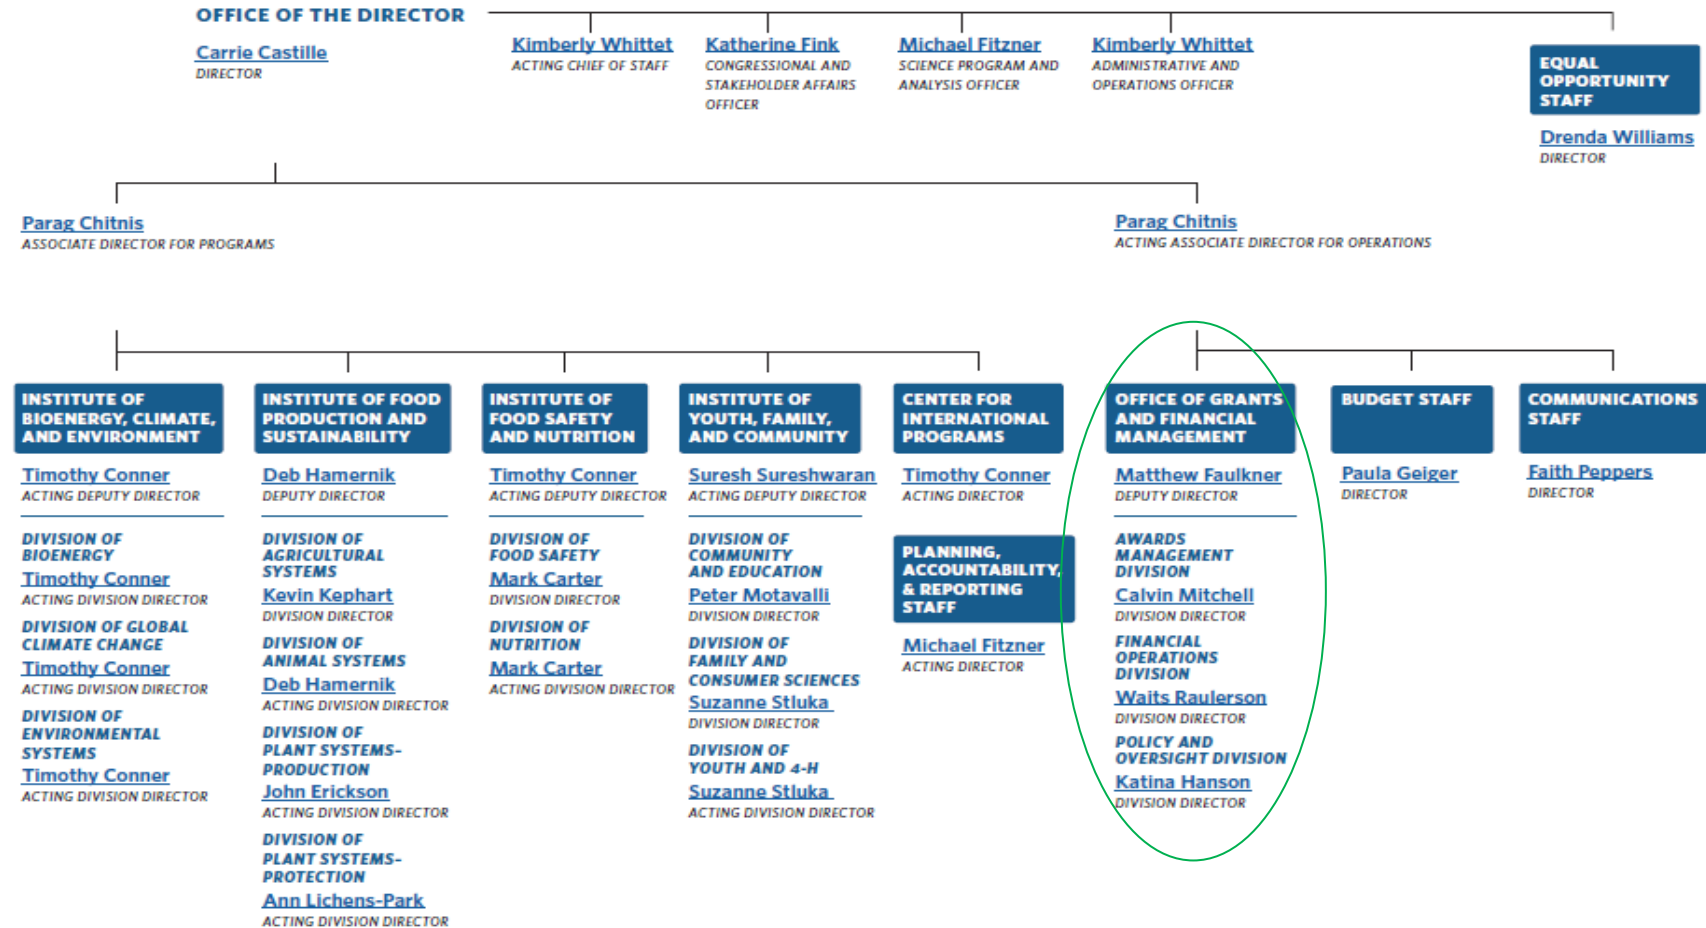 OFFICE OF THE DIRECTOR
Carrie Castille
DIRECTOR
Kimberly Whittet
ACTING CHIEF OF STAFF
Katherine Fink
CONGRESSIONAL AND
STAKEHOLDER AFFAIRS
OFFICER
Michael Fitzner
SCIENCE PROGRAM AND
ANALYSIS OFFICER
Kimberly Whittet
ADMINISTRATIVE AND
OPERATIONS OFFICER
EQUAL
OPPORTUNITY
STAFF
Drenda Williams
DIRECTOR
Parag Chitnis
ASSOCIATE DIRECTOR FOR PROGRAMS
Parag Chitnis
ACTING ASSOCIATE DIRECTOR FOR OPERATIONS
INSTITUTE OF
BIOENERGY, CLIMATE,
AND ENVIRONMENT
Timothy Conner
ACTING DEPUTY DIRECTOR
DIVISION OF
BIOENERGY
Timothy Conner
ACTING DIVISION DIRECTOR
DIVISION OF GLOBAL
CLIMATE CHANGE
Timothy Conner
ACTING DIVISION DIRECTOR
DIVISION OF
ENVIRONMENTAL
SYSTEMS
Timothy Conner
ACTING DIVISION DIRECTOR
INSTITUTE OF FOOD
PRODUCTION AND
SUSTAINABILITY
Deb Hamernik
DEPUTY DIRECTOR
DIVISION OF
AGRICULTURAL
SYSTEMS
Kevin Kephart
DIVISION DIRECTOR
DIVISION OF
ANIMAL SYSTEMS
Deb Hamernik
ACTING DIVISION DIRECTOR
DIVISION OF
PLANT SYSTEMS-
PRODUCTION
John Erickson
ACTING DIVISION DIRECTOR
DIVISION OF
PLANT SYSTEMS-
PROTECTION
Ann Lichens-Park
ACTING DIVISION DIRECTOR
INSTITUTE OF
FOOD SAFETY
AND NUTRITION
Timothy Conner
ACTING DEPUTY DIRECTOR
DIVISION OF
FOOD SAFETY
Mark Carter
DIVISION DIRECTOR
DIVISION OF
NUTRITION
Mark Carter
ACTING DIVISION DIRECTOR
INSTITUTE OF
YOUTH, FAMILY,
AND COMMUNITY
Suresh Sureshwaran
ACTING DEPUTY DIRECTOR
DIVISION OF
COMMUNITY
AND EDUCATION
Peter Motavalli
DIVISION DIRECTOR
DIVISION OF
FAMILY AND
CONSUMER SCIENCES
Suzanne Stluka
DIVISION DIRECTOR
DIVISION OF
YOUTH AND 4-H
Suzanne Stluka
ACTING DIVISION DIRECTOR
CENTER FOR
INTERNATIONAL
PROGRAMS
Timothy Conner
ACTING DIRECTOR
PLANNING,
ACCOUNTABILITY,
& REPORTING
STAFF
Michael Fitzner
ACTING DIRECTOR
OFFICE OF GRANTS
AND FINANCIAL
MANAGEMENT
Matthew Faulkner
DEPUTY DIRECTOR
AWARDS
MANAGEMENT
DIVISION
Calvin Mitchell
DIVISION DIRECTOR
FINANCIAL
OPERATIONS
DIVISION
Waits Raulerson
DIVISION DIRECTOR
POLICY AND
OVERSIGHT DIVISION
Katina Hanson
DIVISION DIRECTOR
BUDGET STAFF
Paula Geiger
DIRECTOR
COMMUNICATIONS
STAFF
Faith Peppers
DIRECTOR